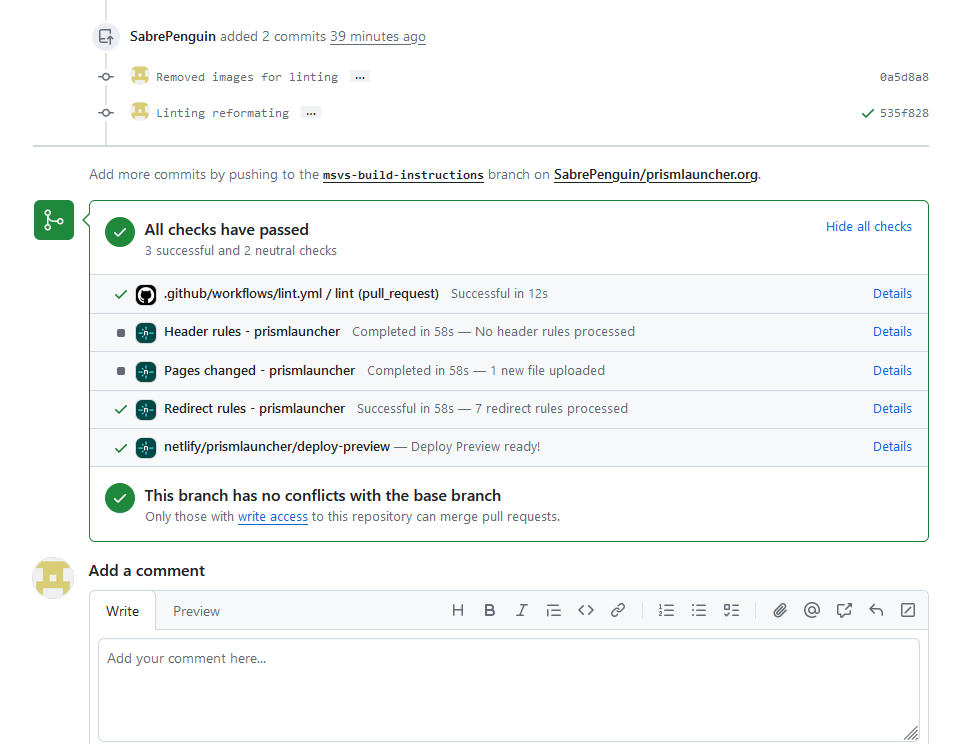 SabrePenguin added 2 commits 39 minutes ago
Removed images for linting ... 0a5d8a8
Linting reformating ... 535f828
Add more commits by pushing to the msvs-build-instructions branch on SabrePenguin/prismlauncher.org.
All checks have passed
Hide all checks
3 successful and 2 neutral checks
.github/workflows/lint.yml / lint (pull_request) Successful in 12s Details
Header rules - prismlauncher Completed in 58s — No header rules processed Details
Pages changed - prismlauncher Completed in 58s — 1 new file uploaded Details
Redirect rules - prismlauncher Successful in 58s — 7 redirect rules processed Details
netlify/prismlauncher/deploy-preview — Deploy Preview ready! Details
This branch has no conflicts with the base branch
Only those with write access to this repository can merge pull requests.
Add a comment
Write Preview
Add your comment here...